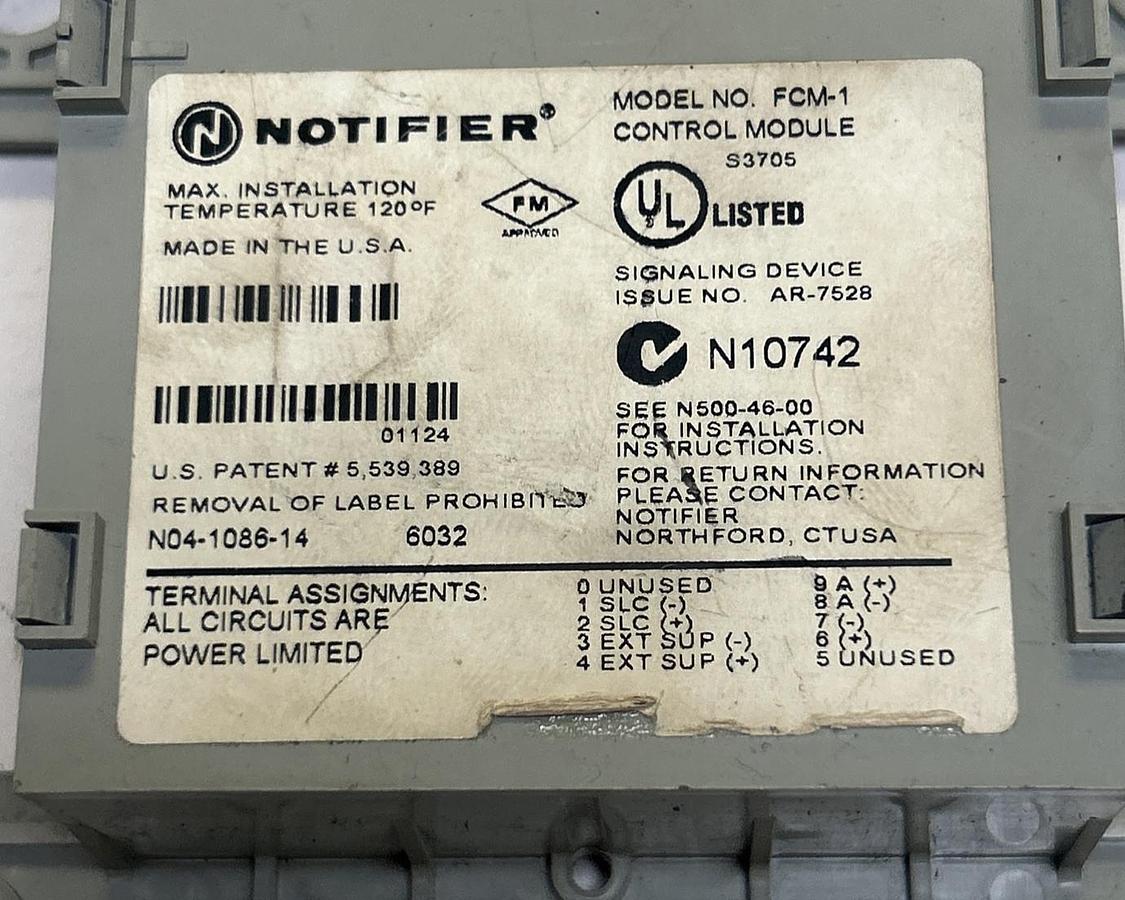 NOTIFIER®
MAX. INSTALLATION
TEMPERATURE 120°F
MADE IN THE U.S.A.
FM
APPROVED
01124
U.S. PATENT # 5,539,389
REMOVAL OF LABEL PROHIBITED
N04-1086-14 6032
MODEL NO. FCM-1
CONTROL MODULE
S3705
UL LISTED
SIGNALING DEVICE
ISSUE NO. AR-7528
N10742
SEE N500-46-00
FOR INSTALLATION
INSTRUCTIONS.
FOR RETURN INFORMATION
PLEASE CONTACT:
NOTIFIER
NORTHFORD, CTUSA
TERMINAL ASSIGNMENTS:
ALL CIRCUITS ARE
POWER LIMITED
0 UNUSED
1 SLC (-)
2 SLC (+)
3 EXT SUP (-)
4 EXT SUP (+)
9 A (+)
8 A (-)
7 (-)
6 (+)
5 UNUSED